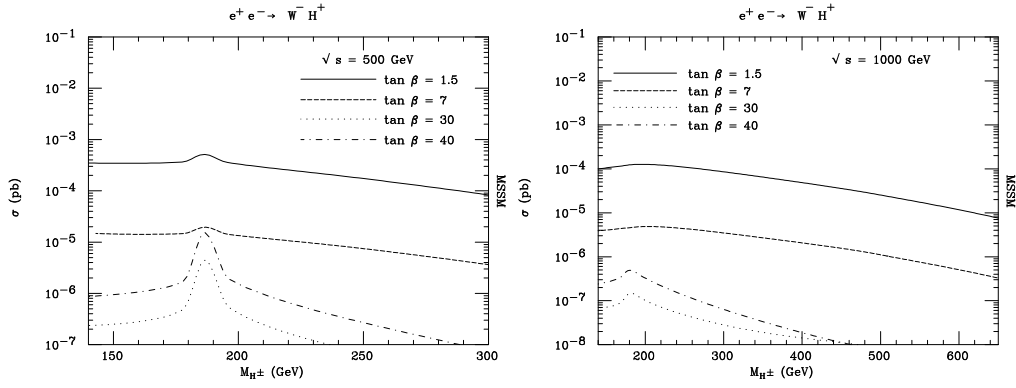 e⁺ e⁻ → W⁻ H⁺
10⁻¹
10⁻²
10⁻³
10⁻⁴
10⁻⁵
10⁻⁶
10⁻⁷
σ (pb)
√ s = 500 GeV
tan β = 1.5
tan β = 7
tan β = 30
tan β = 40
MSSM
150
200
250
300
M_H± (GeV)
e⁺ e⁻ → W⁻ H⁺
10⁻¹
10⁻²
10⁻³
10⁻⁴
10⁻⁵
10⁻⁶
10⁻⁷
10⁻⁸
σ (pb)
√ s = 1000 GeV
tan β = 1.5
tan β = 7
tan β = 30
tan β = 40
MSSM
200
300
400
500
600
M_H± (GeV)